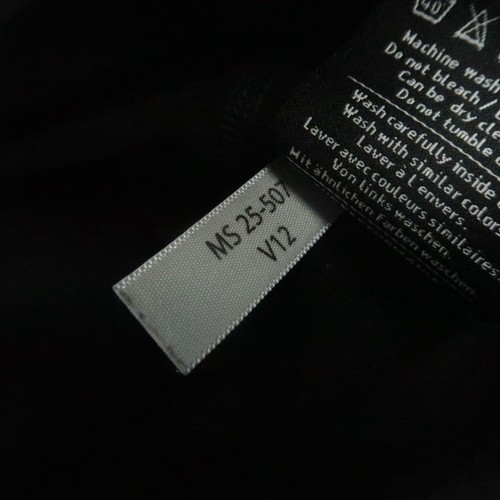 40
Machine wash
Do not bleach /
Can be dry
Do not tumble
Wash carefully inside
Wash with similar colors
Laver à l'envers.
Laver avec couleurs similaires.
Von links waschen.
Mit ähnlichen Farben waschen.
MS 25-507
V12